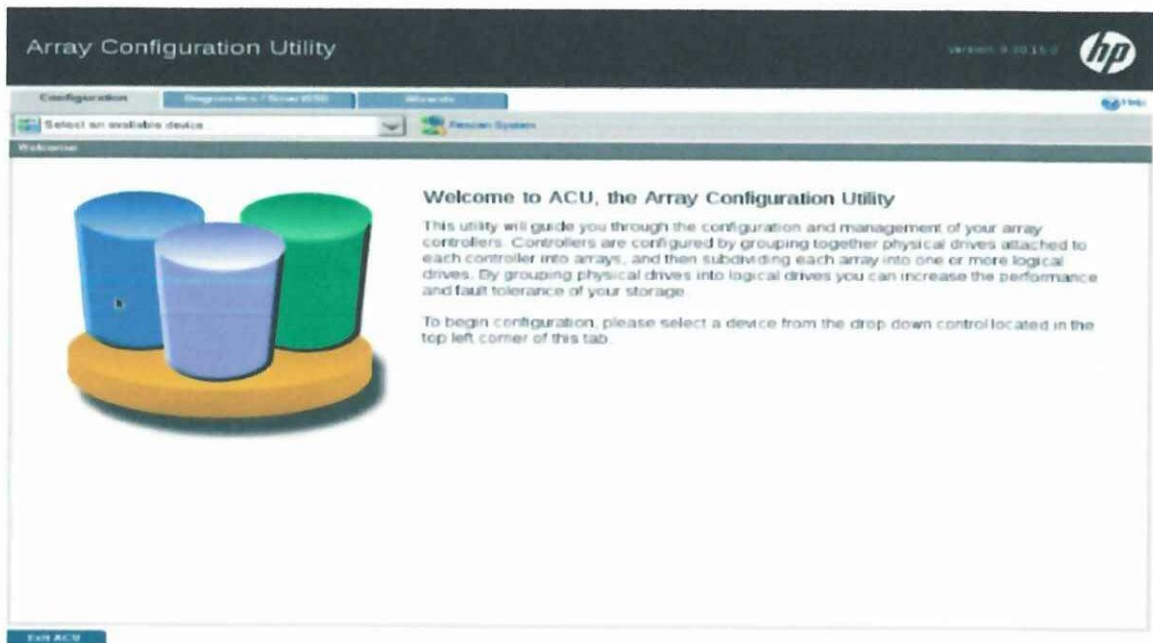 Array Configuration Utility
hp
Configuration
Wizards
Help
Select an available device
Rescan System
Welcome
Welcome to ACU, the Array Configuration Utility
This utility will guide you through the configuration and management of your array
controllers. Controllers are configured by grouping together physical drives attached to
each controller into arrays, and then subdividing each array into one or more logical
drives. By grouping physical drives into logical drives you can increase the performance
and fault tolerance of your storage.
To begin configuration, please select a device from the drop down control located in the
top left corner of this tab.
Exit ACU